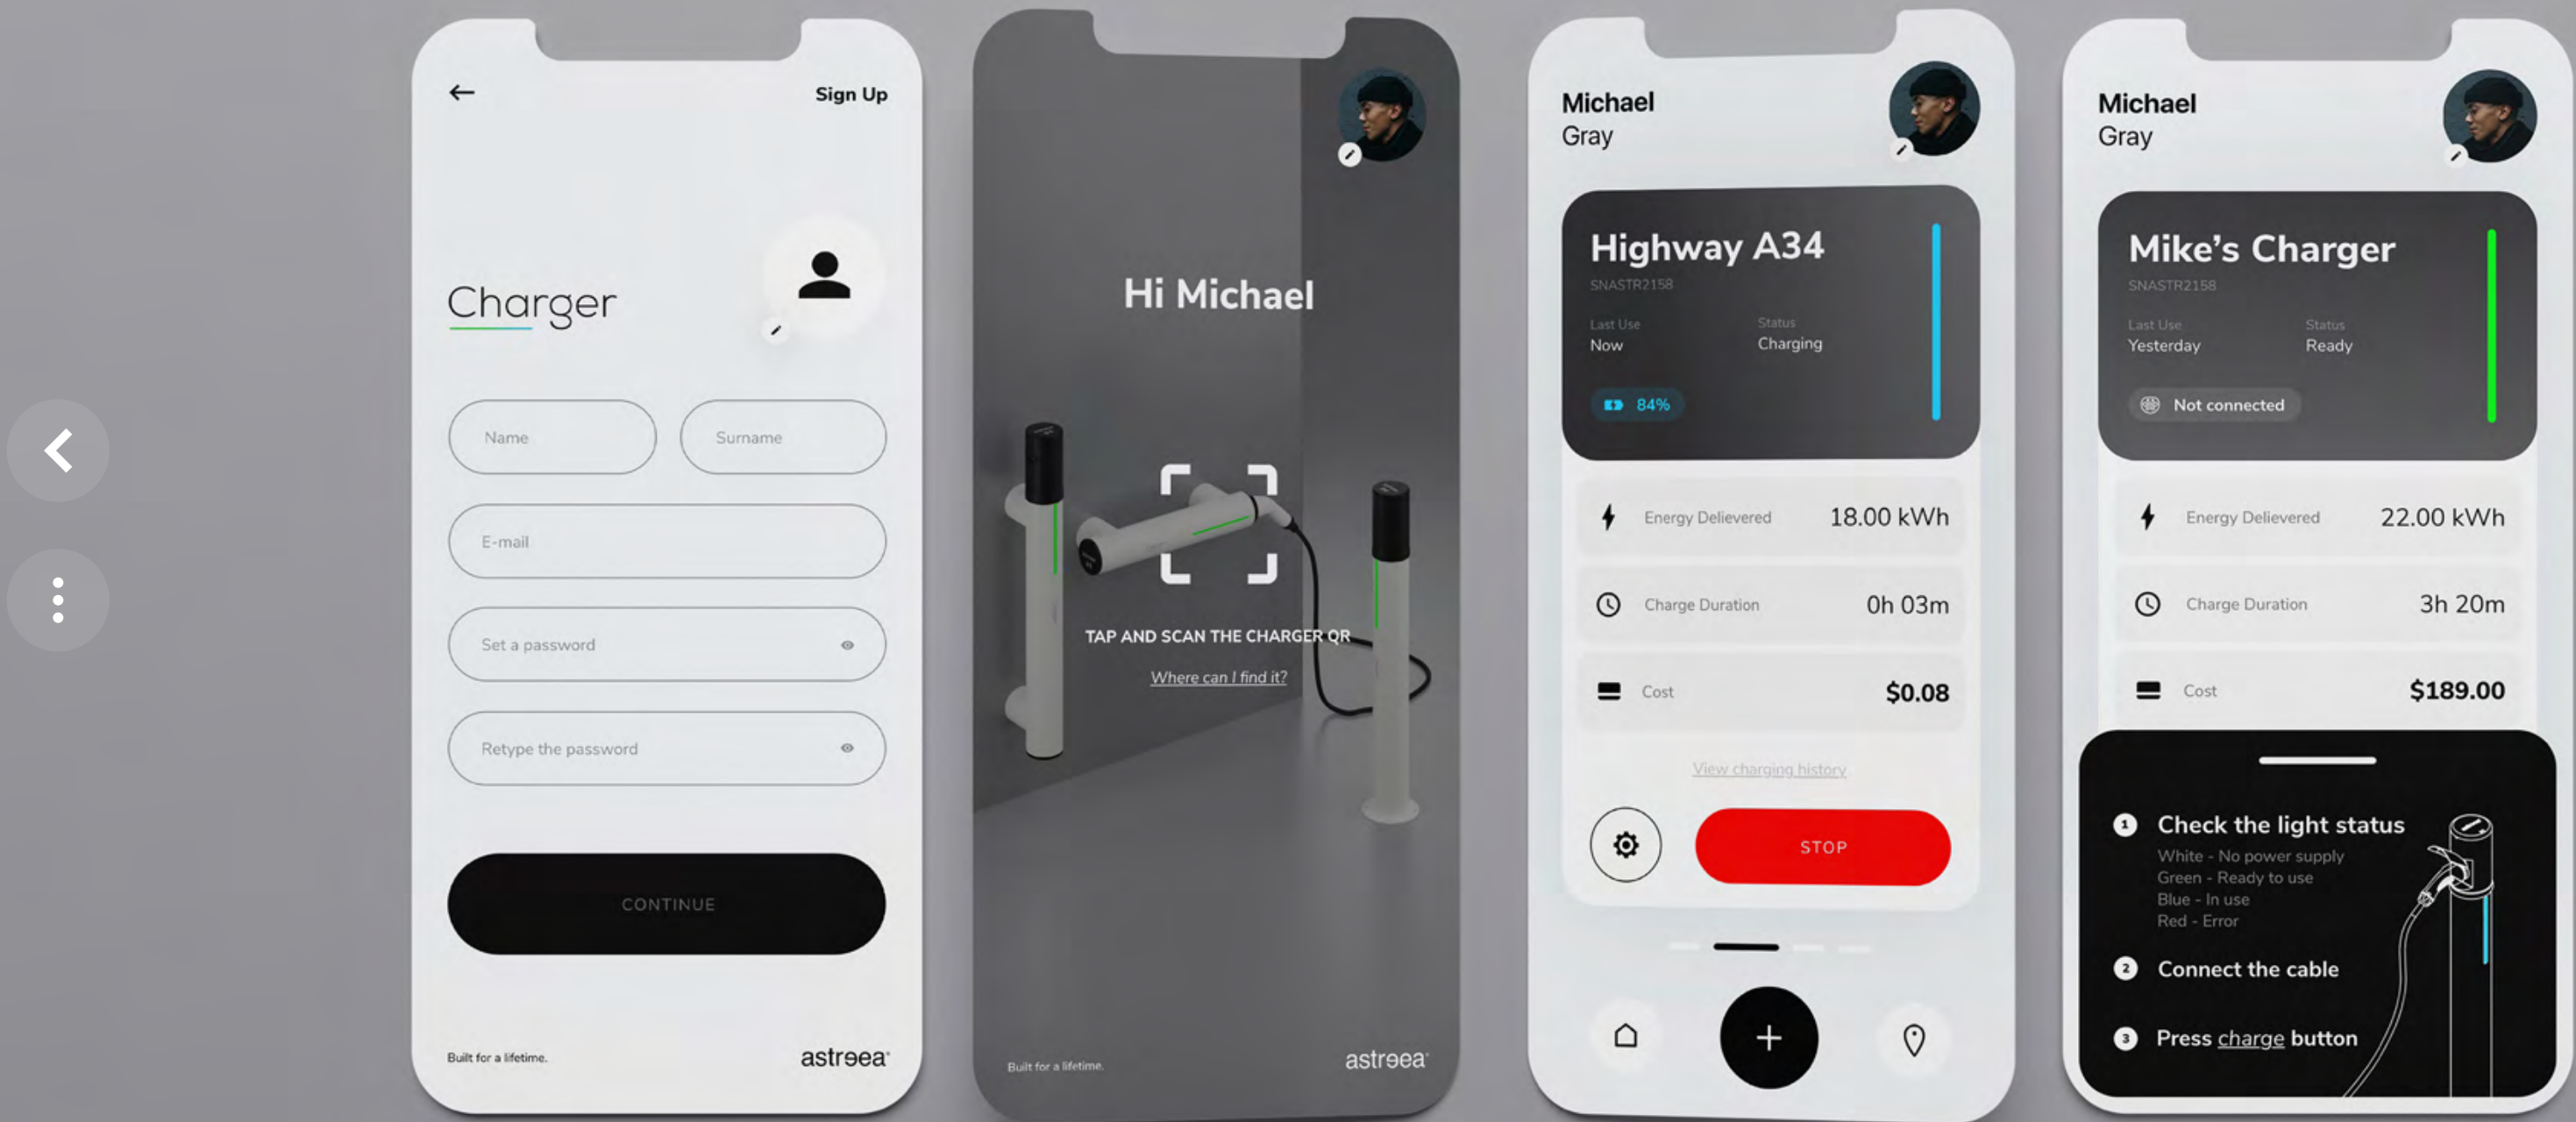 Sign Up
Charger
Name
Surname
E-mail
Set a password
Retype the password
CONTINUE
Built for a lifetime.
astrɘea
Hi Michael
TAP AND SCAN THE CHARGER QR
Where can I find it?
Built for a lifetime.
astrɘea
Michael
Gray
Highway A34
SNASTR2158
Last Use
Status
Now
Charging
84%
Energy Delievered
18.00 kWh
Charge Duration
0h 03m
Cost
$0.08
View charging history
STOP
Michael
Gray
Mike's Charger
SNASTR2158
Last Use
Status
Yesterday
Ready
Not connected
Energy Delievered
22.00 kWh
Charge Duration
3h 20m
Cost
$189.00
1 Check the light status
White - No power supply
Green - Ready to use
Blue - In use
Red - Error
2 Connect the cable
3 Press charge button